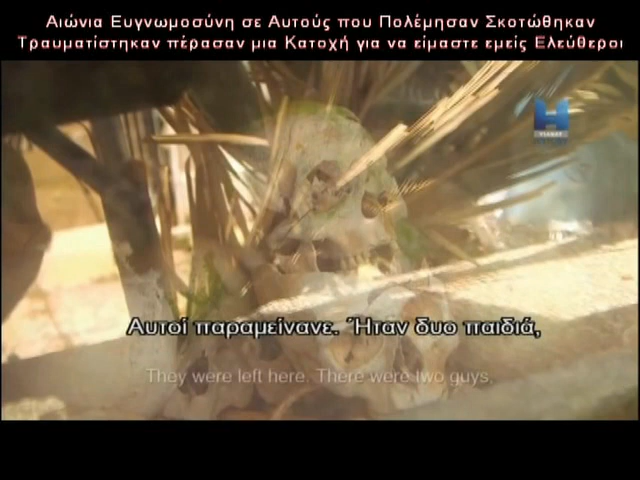 Αιώνια Ευγνωμοσύνη σε Αυτούς που Πολέμησαν Σκοτώθηκαν
Τραυματίστηκαν πέρασαν μια Κατοχή για να είμαστε εμείς Ελεύθεροι
H
Αυτοί παραμείνανε. Ήταν δυο παιδιά,
They were left here. There were two guys.